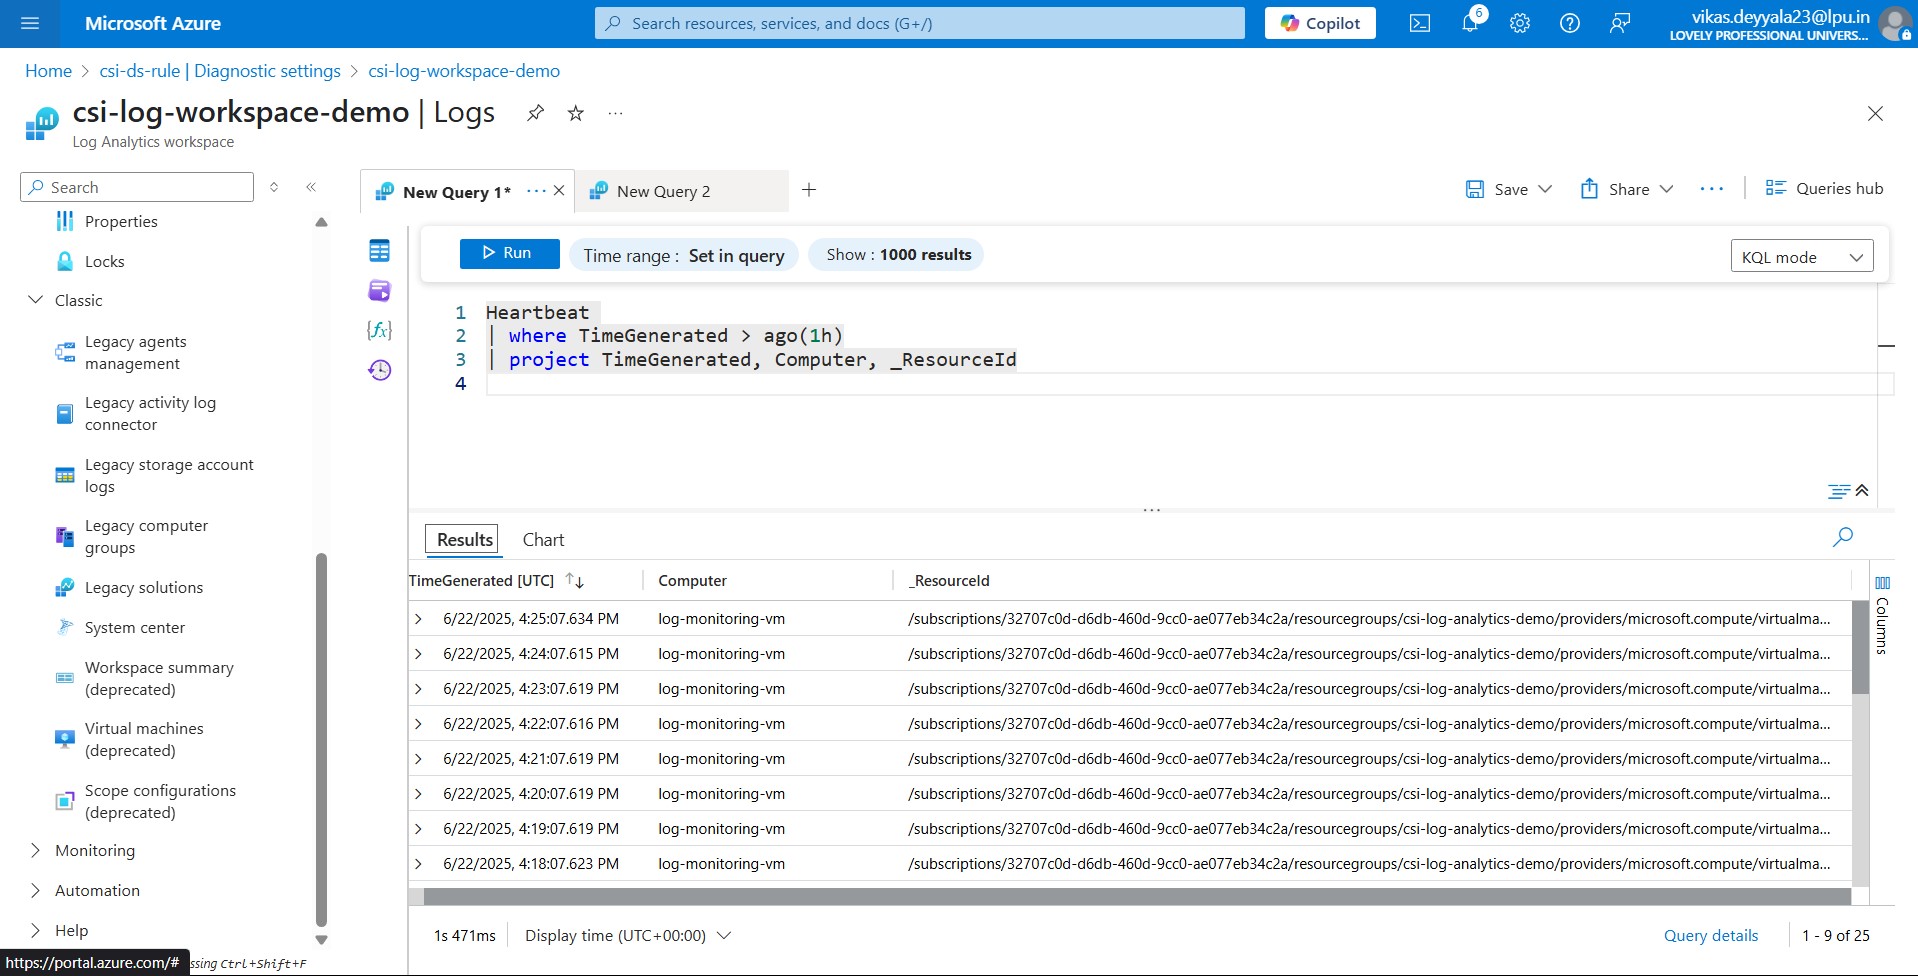 Microsoft Azure
Search resources, services, and docs (G+/)
Copilot
6
vikas.deyyala23@lpu.in
LOVELY PROFESSIONAL UNIVERS...
Home > csi-ds-rule | Diagnostic settings > csi-log-workspace-demo
csi-log-workspace-demo | Logs
Log Analytics workspace
Search
Properties
Locks
Classic
Legacy agents
management
Legacy activity log
connector
Legacy storage account
logs
Legacy computer
groups
Legacy solutions
System center
Workspace summary
(deprecated)
Virtual machines
(deprecated)
Scope configurations
(deprecated)
Monitoring
Automation
Help
https://portal.azure.com/#
ssing Ctrl+Shift+F
New Query 1*
New Query 2
Save
Share
Queries hub
Run
Time range : Set in query
Show : 1000 results
KQL mode
1 Heartbeat
2 | where TimeGenerated > ago(1h)
3 | project TimeGenerated, Computer, _ResourceId
4
Results
Chart
TimeGenerated [UTC] Computer _ResourceId
6/22/2025, 4:25:07.634 PM log-monitoring-vm /subscriptions/32707c0d-d6db-460d-9cc0-ae077eb34c2a/resourcegroups/csi-log-analytics-demo/providers/microsoft.compute/virtualma...
6/22/2025, 4:24:07.615 PM log-monitoring-vm /subscriptions/32707c0d-d6db-460d-9cc0-ae077eb34c2a/resourcegroups/csi-log-analytics-demo/providers/microsoft.compute/virtualma...
6/22/2025, 4:23:07.619 PM log-monitoring-vm /subscriptions/32707c0d-d6db-460d-9cc0-ae077eb34c2a/resourcegroups/csi-log-analytics-demo/providers/microsoft.compute/virtualma...
6/22/2025, 4:22:07.616 PM log-monitoring-vm /subscriptions/32707c0d-d6db-460d-9cc0-ae077eb34c2a/resourcegroups/csi-log-analytics-demo/providers/microsoft.compute/virtualma...
6/22/2025, 4:21:07.619 PM log-monitoring-vm /subscriptions/32707c0d-d6db-460d-9cc0-ae077eb34c2a/resourcegroups/csi-log-analytics-demo/providers/microsoft.compute/virtualma...
6/22/2025, 4:20:07.619 PM log-monitoring-vm /subscriptions/32707c0d-d6db-460d-9cc0-ae077eb34c2a/resourcegroups/csi-log-analytics-demo/providers/microsoft.compute/virtualma...
6/22/2025, 4:19:07.619 PM log-monitoring-vm /subscriptions/32707c0d-d6db-460d-9cc0-ae077eb34c2a/resourcegroups/csi-log-analytics-demo/providers/microsoft.compute/virtualma...
6/22/2025, 4:18:07.623 PM log-monitoring-vm /subscriptions/32707c0d-d6db-460d-9cc0-ae077eb34c2a/resourcegroups/csi-log-analytics-demo/providers/microsoft.compute/virtualma...
Columns
1s 471ms
Display time (UTC+00:00)
Query details
1 - 9 of 25